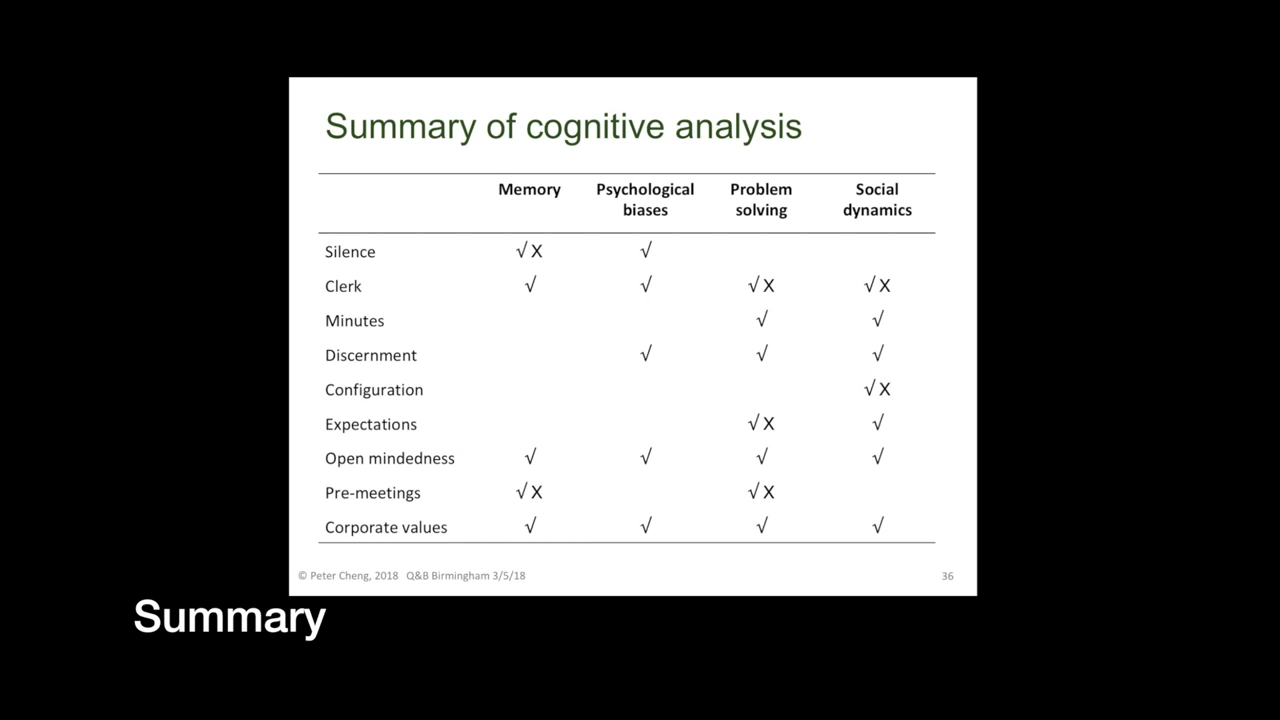 Summary of cognitive analysis
Memory Psychological biases Problem solving Social dynamics
Silence √ X √
Clerk √ √ √ X √ X
Minutes √ √
Discernment √ √ √
Configuration √ X
Expectations √ X √
Open mindedness √ √ √ √
Pre-meetings √ X √ X
Corporate values √ √ √ √
© Peter Cheng, 2018 Q&B Birmingham 3/5/18 36
Summary